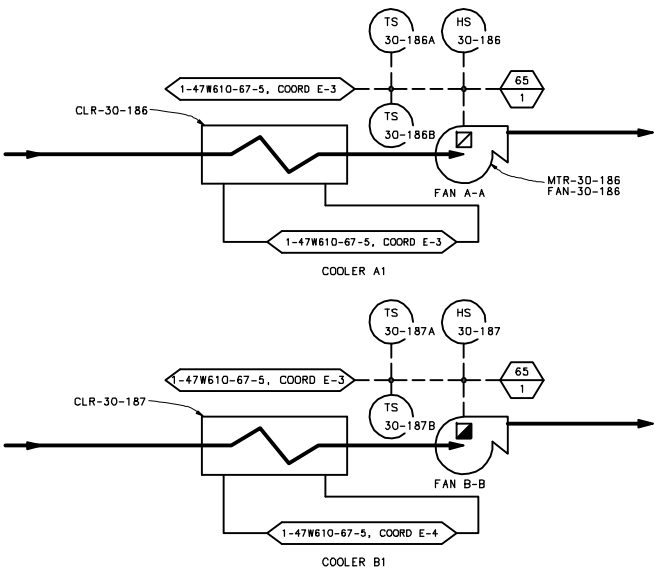 TS
30-186A
HS
30-186
1-47W610-67-5, COORD E-3
65
1
CLR-30-186
TS
30-186B
FAN A-A
MTR-30-186
FAN-30-186
1-47W610-67-5, COORD E-3
COOLER A1
TS
30-187A
HS
30-187
1-47W610-67-5, COORD E-3
65
1
CLR-30-187
TS
30-187B
FAN B-B
1-47W610-67-5, COORD E-4
COOLER B1